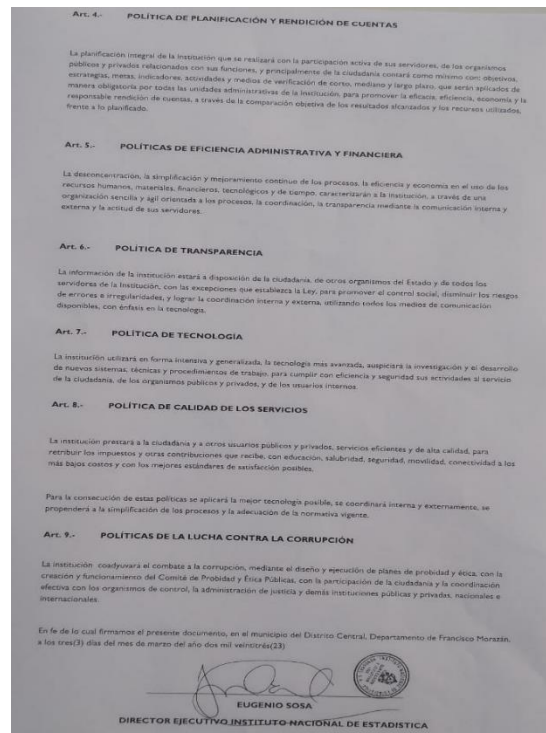 Art. 4.- POLÍTICA DE PLANIFICACIÓN Y RENDICIÓN DE CUENTAS
La planificación integral de la institución que se realizará con la participación activa de sus servidores, de los organismos
públicos y privados relacionados con sus funciones, y principalmente de la ciudadanía contará como mínimo con: objetivos,
estrategias, metas, indicadores, actividades y medios de verificación de corto, mediano y largo plazo, que serán aplicados de
manera obligatoria por todas las unidades administrativas de la institución, para promover la eficacia, eficiencia, economía y la
responsable rendición de cuentas, a través de la comparación objetiva de los resultados alcanzados y los recursos utilizados,
frente a lo planificado.
Art. 5.- POLÍTICAS DE EFICIENCIA ADMINISTRATIVA Y FINANCIERA
La desconcentración, la simplificación y mejoramiento continuo de los procesos, la eficiencia y economía en el uso de los
recursos humanos, materiales, financieros, tecnológicos y de tiempo, caracterizarán a la institución, a través de una
organización sencilla y ágil orientada a los procesos, la coordinación, la transparencia mediante la comunicación interna y
externa y la actitud de sus servidores.
Art. 6.- POLÍTICA DE TRANSPARENCIA
La información de la institución estará a disposición de la ciudadanía, de otros organismos del Estado y de todos los
servidores de la Institución, con las excepciones que establezca la Ley, para promover el control social, disminuir los riesgos
de errores e irregularidades, y lograr la coordinación interna y externa, utilizando todos los medios de comunicación
disponibles, con énfasis en la tecnología.
Art. 7.- POLÍTICA DE TECNOLOGÍA
La institución utilizará en forma intensiva y generalizada, la tecnología más avanzada, auspiciará la investigación y el desarrollo
de nuevos sistemas, técnicas y procedimientos de trabajo, para cumplir con eficiencia y seguridad sus actividades al servicio
de la ciudadanía, de los organismos públicos y privados, y de los usuarios internos.
Art. 8.- POLÍTICA DE CALIDAD DE LOS SERVICIOS
La institución prestará a la ciudadanía y a otros usuarios públicos y privados, servicios eficientes y de alta calidad, para
retribuir los impuestos y otras contribuciones que recibe, con educación, salubridad, seguridad, movilidad, conectividad a los
más bajos costos y con los mejores estándares de satisfacción posibles.
Para la consecución de estas políticas se aplicará la mejor tecnología posible, se coordinará interna y externamente, se
propenderá a la simplificación de los procesos y la adecuación de la normativa vigente.
Art. 9.- POLÍTICAS DE LA LUCHA CONTRA LA CORRUPCIÓN
La institución coadyuvará el combate a la corrupción, mediante el diseño y ejecución de planes de probidad y ética, con la
creación y funcionamiento del Comité de Probidad y Ética Públicas, con la participación de la ciudadanía y la coordinación
efectiva con los organismos de control, la administración de justicia y demás instituciones públicas y privadas, nacionales e
internacionales.
En fe de lo cual firmamos el presente documento, en el municipio del Distrito Central, Departamento de Francisco Morazán,
a los tres(3) días del mes de marzo del año dos mil veintitrés(23)
EUGENIO SOSA
DIRECTOR EJECUTIVO INSTITUTO NACIONAL DE ESTADISTICA